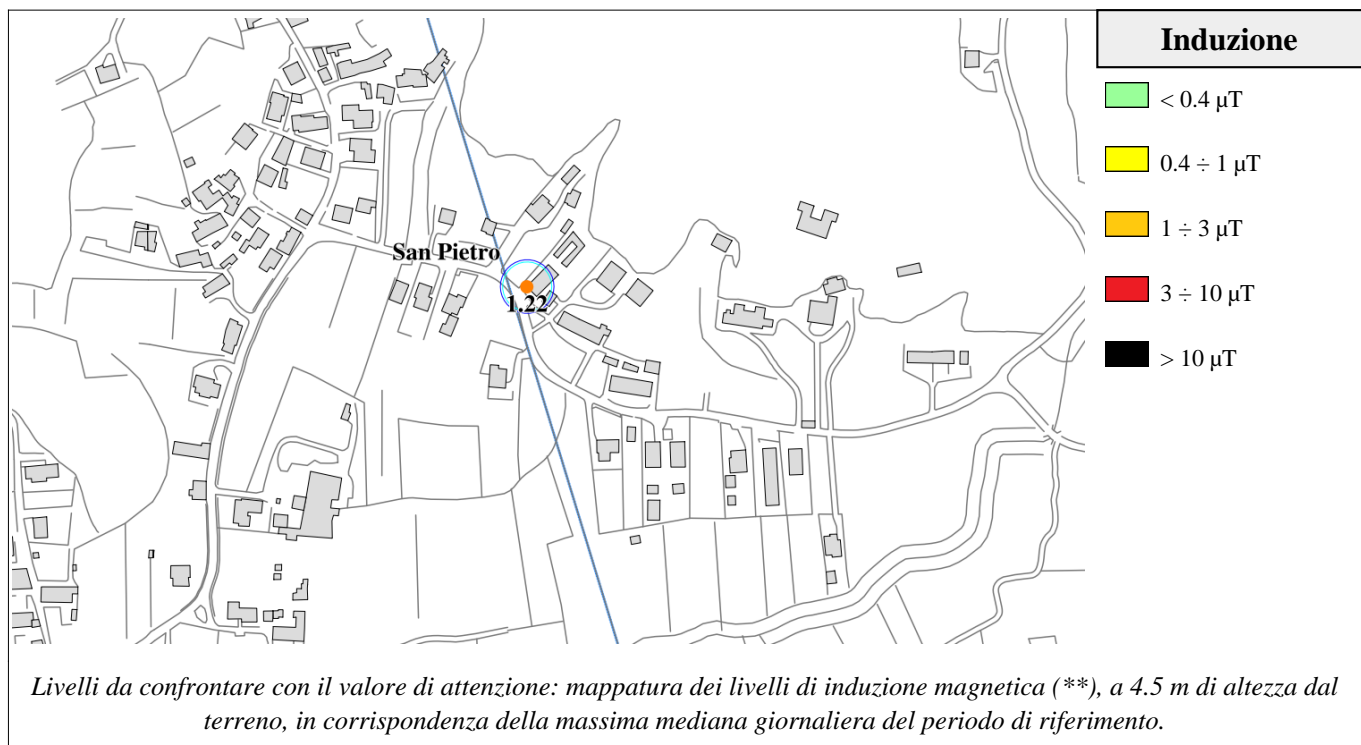 Induzione
< 0.4 µT
0.4 ÷ 1 µT
1 ÷ 3 µT
3 ÷ 10 µT
> 10 µT
San Pietro
1.22
Livelli da confrontare con il valore di attenzione: mappatura dei livelli di induzione magnetica (**), a 4.5 m di altezza dal
terreno, in corrispondenza della massima mediana giornaliera del periodo di riferimento.